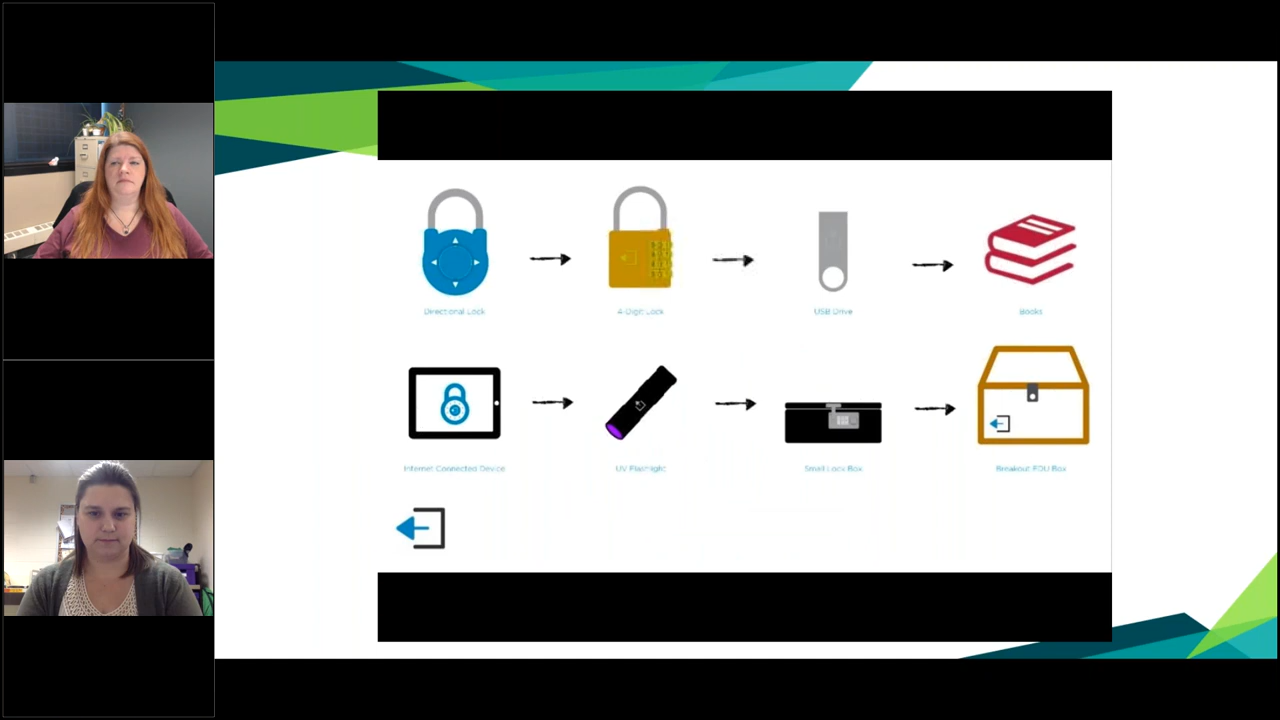 Directional Lock
4-Digit Lock
USB Drive
Books
Internet Connected Device
UV Flashlight
Small Lock Box
Breakout EDU Box